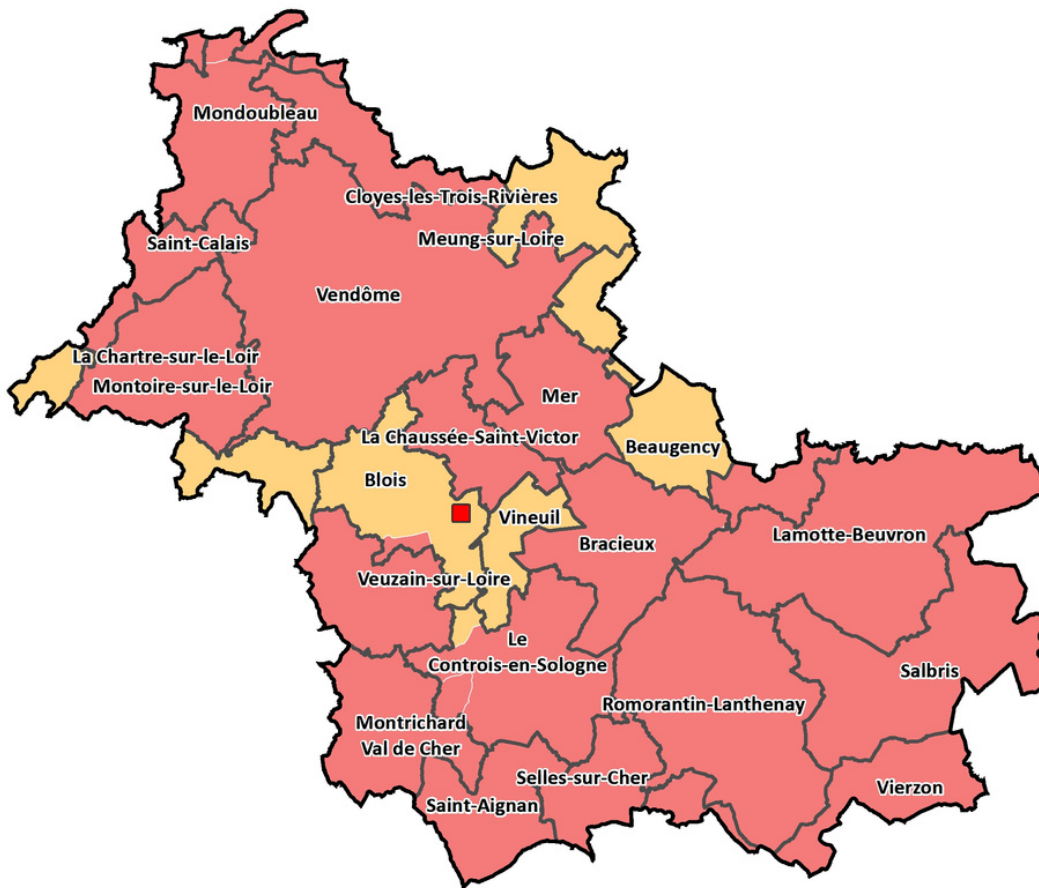 Mondoubleau
Cloyes-les-Trois-Rivières
Meung-sur-Loire
Saint-Calais
Vendôme
La Chartre-sur-le-Loir
Montoire-sur-le-Loir
Mer
La Chaussée-Saint-Victor
Beaugency
Blois
Vineuil
Bracieux
Lamotte-Beuvron
Veuzain-sur-Loire
Le
Controis-en-Sologne
Salbris
Romorantin-Lanthenay
Montrichard
Val de Cher
Selles-sur-Cher
Vierzon
Saint-Aignan